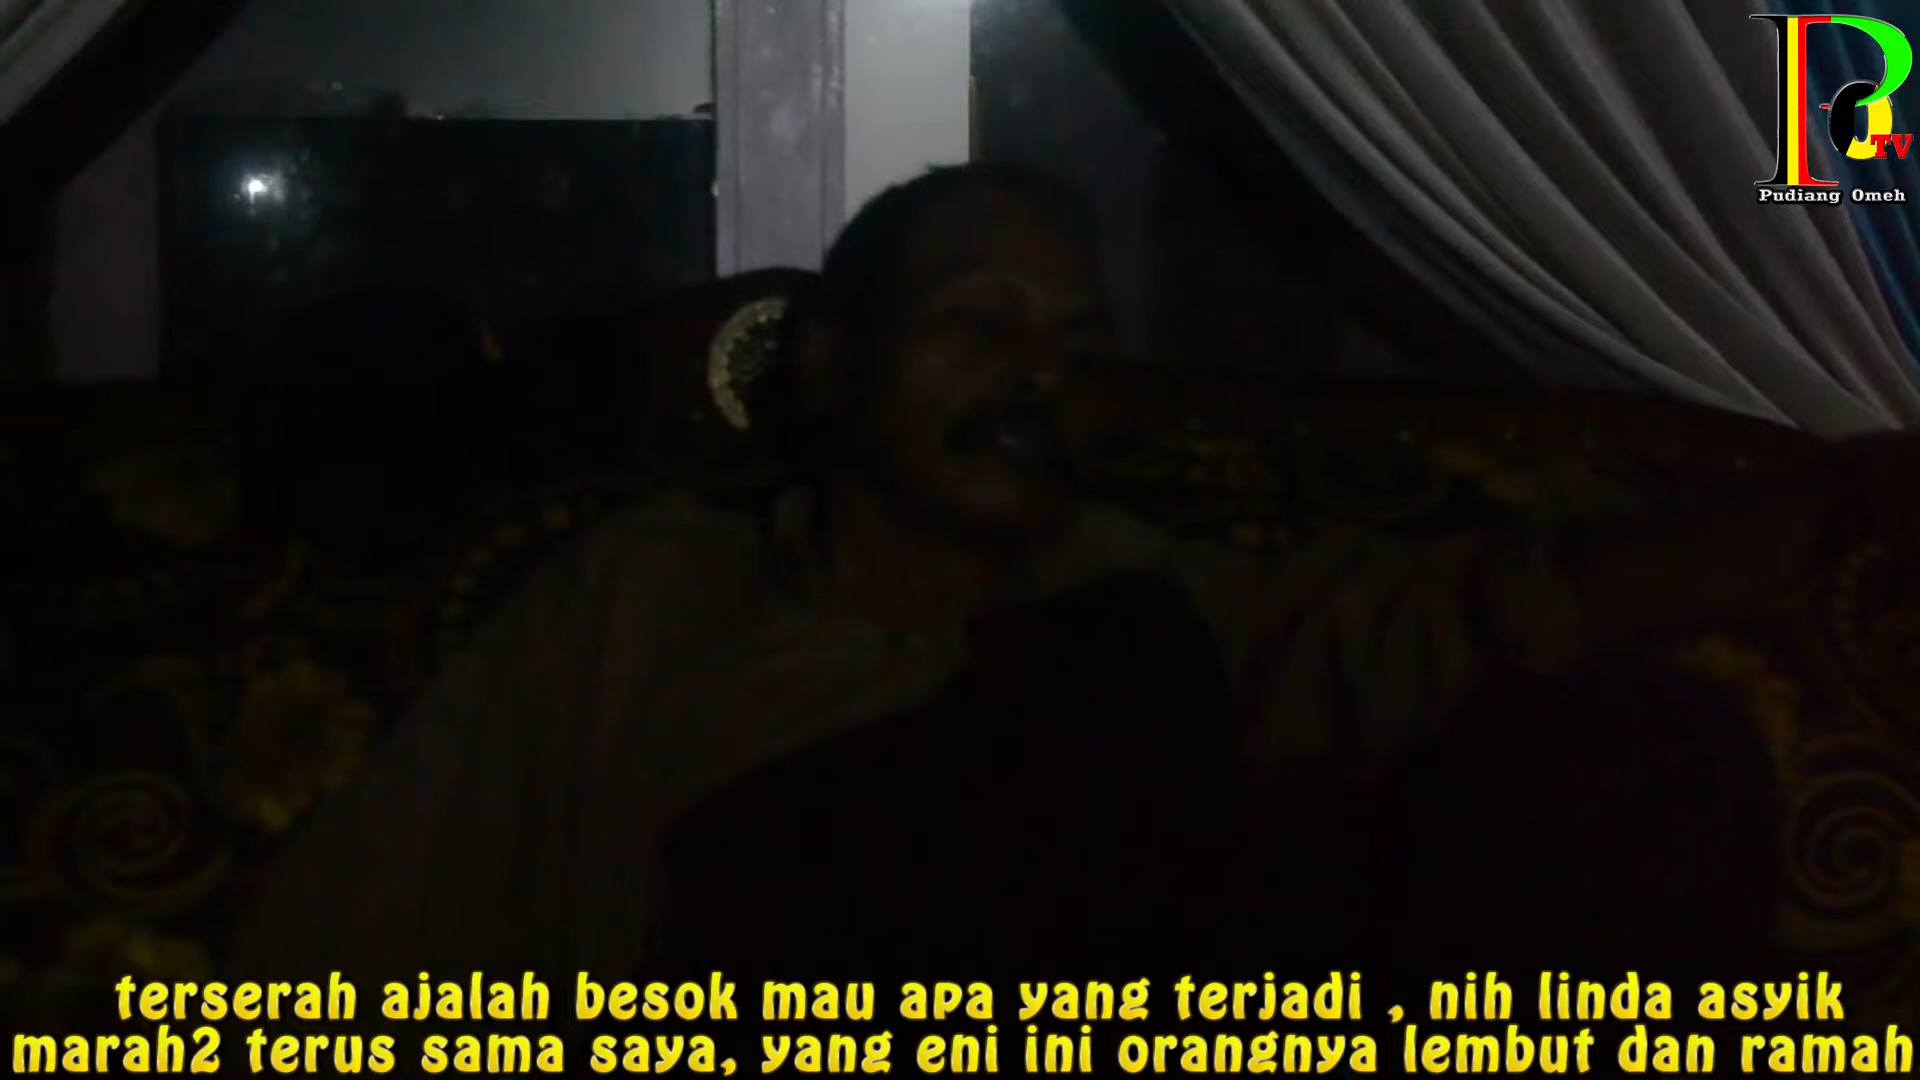 TV
Pudiang Omeh
terserah ajalah besok mau apa yang terjadi , nih linda asyik
marah2 terus sama saya, yang eni ini orangnya lembut dan ramah